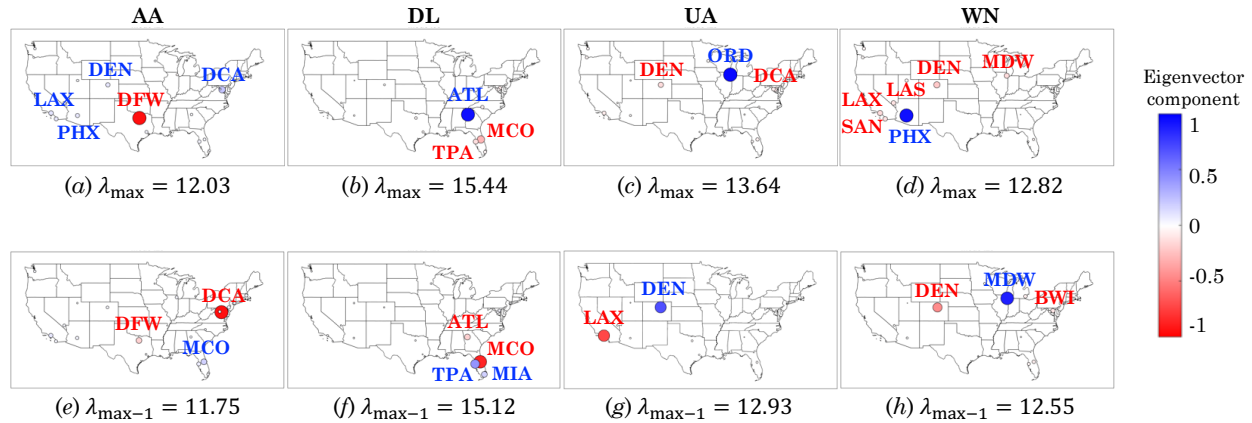 AA
DL
UA
WN
DEN
DCA
LAX
DFW
PHX
ATL
MCO
TPA
ORD
DEN
DCA
MDW
DEN
LAS
LAX
SAN
PHX
(a) λmax = 12.03
(b) λmax = 15.44
(c) λmax = 13.64
(d) λmax = 12.82
Eigenvector
component
1
0.5
0
-0.5
-1
DCA
DFW
MCO
ATL
MCO
TPA
MIA
DEN
LAX
MDW
DEN
BWI
(e) λmax−1 = 11.75
(f) λmax−1 = 15.12
(g) λmax−1 = 12.93
(h) λmax−1 = 12.55